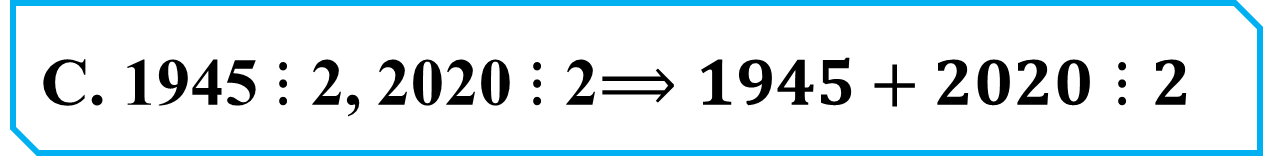 C. 1945 ⋮ 2, 2020 ⋮ 2⟹ 1945 + 2020 ⋮ 2